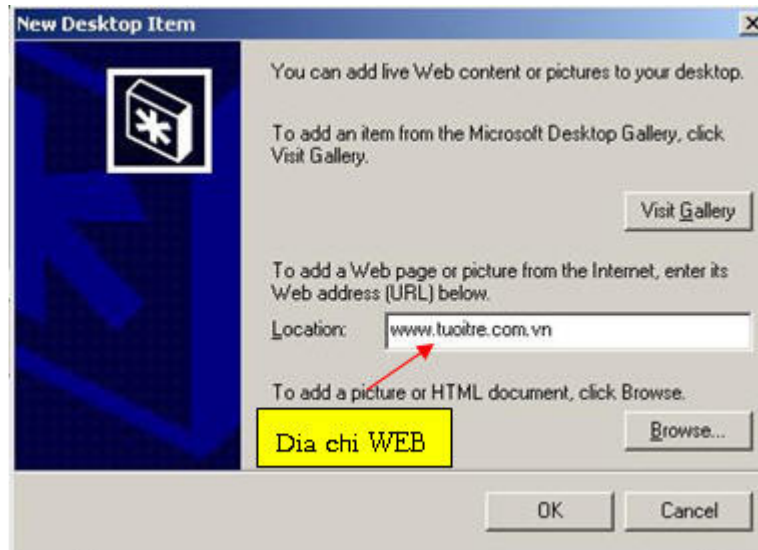 New Desktop Item
You can add live Web content or pictures to your desktop.
To add an item from the Microsoft Desktop Gallery, click
Visit Gallery.
Visit Gallery
To add a Web page or picture from the Internet, enter its
Web address (URL) below.
Location: www.tuoitre.com.vn
To add a picture or HTML document, click Browse.
Dia chi WEB
Browse...
OK Cancel